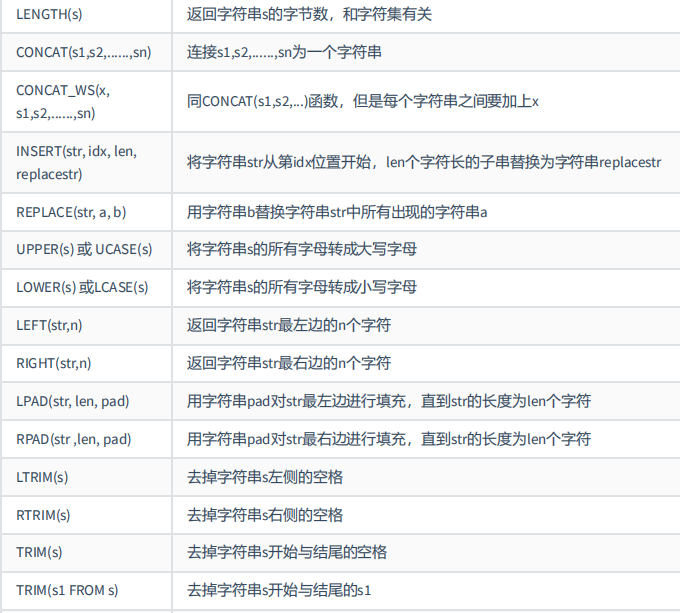 LENGTH(s) 返回字符串s的字节数，和字符集有关
CONCAT(s1,s2,......,sn) 连接s1,s2,......,sn为一个字符串
CONCAT_WS(x,
s1,s2,......,sn) 同CONCAT(s1,s2,...)函数，但是每个字符串之间要加上x
INSERT(str, idx, len,
replacestr) 将字符串str从第idx位置开始，len个字符长的子串替换为字符串replacestr
REPLACE(str, a, b) 用字符串b替换字符串str中所有出现的字符串a
UPPER(s) 或 UCASE(s) 将字符串s的所有字母转成大写字母
LOWER(s) 或LCASE(s) 将字符串s的所有字母转成小写字母
LEFT(str,n) 返回字符串str最左边的n个字符
RIGHT(str,n) 返回字符串str最右边的n个字符
LPAD(str, len, pad) 用字符串pad对str最左边进行填充，直到str的长度为len个字符
RPAD(str ,len, pad) 用字符串pad对str最右边进行填充，直到str的长度为len个字符
LTRIM(s) 去掉字符串s左侧的空格
RTRIM(s) 去掉字符串s右侧的空格
TRIM(s) 去掉字符串s开始与结尾的空格
TRIM(s1 FROM s) 去掉字符串s开始与结尾的s1